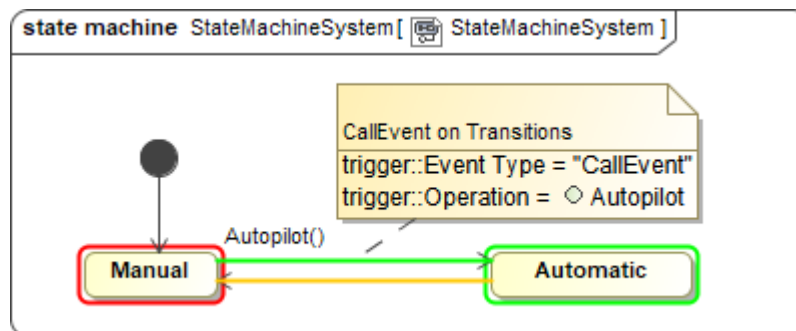 state machine StateMachineSystem[ StateMachineSystem ]
CallEvent on Transitions
trigger::Event Type = "CallEvent"
trigger::Operation = Autopilot
Autopilot()
Manual
Automatic